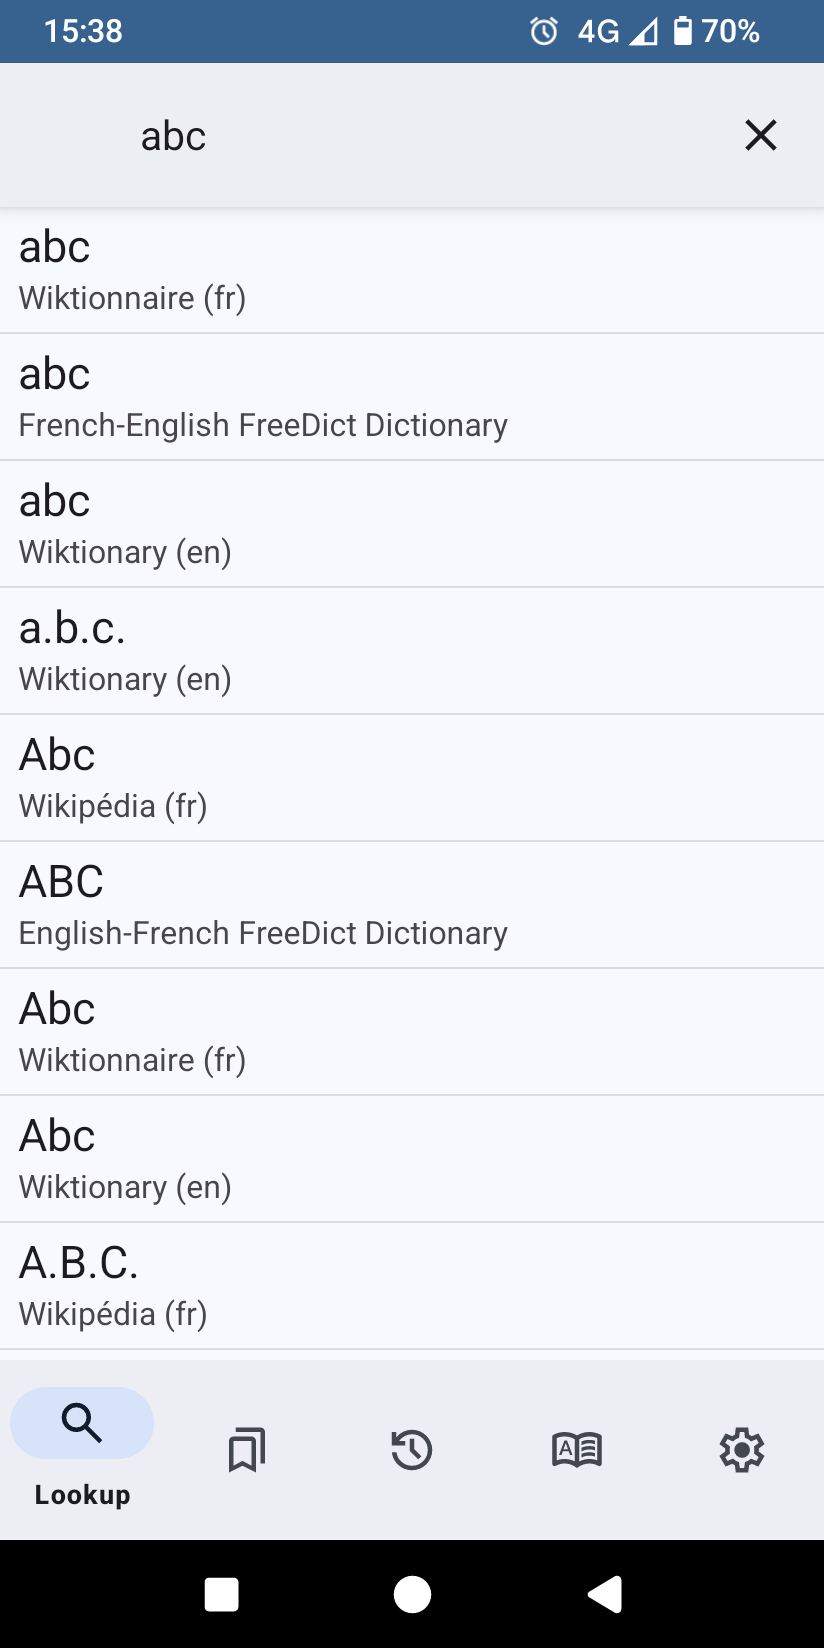 15:38 4G 70%
abc
abc
Wiktionnaire (fr)
abc
French-English FreeDict Dictionary
abc
Wiktionary (en)
a.b.c.
Wiktionary (en)
Abc
Wikipédia (fr)
ABC
English-French FreeDict Dictionary
Abc
Wiktionnaire (fr)
Abc
Wiktionary (en)
A.B.C.
Wikipédia (fr)
A
Lookup